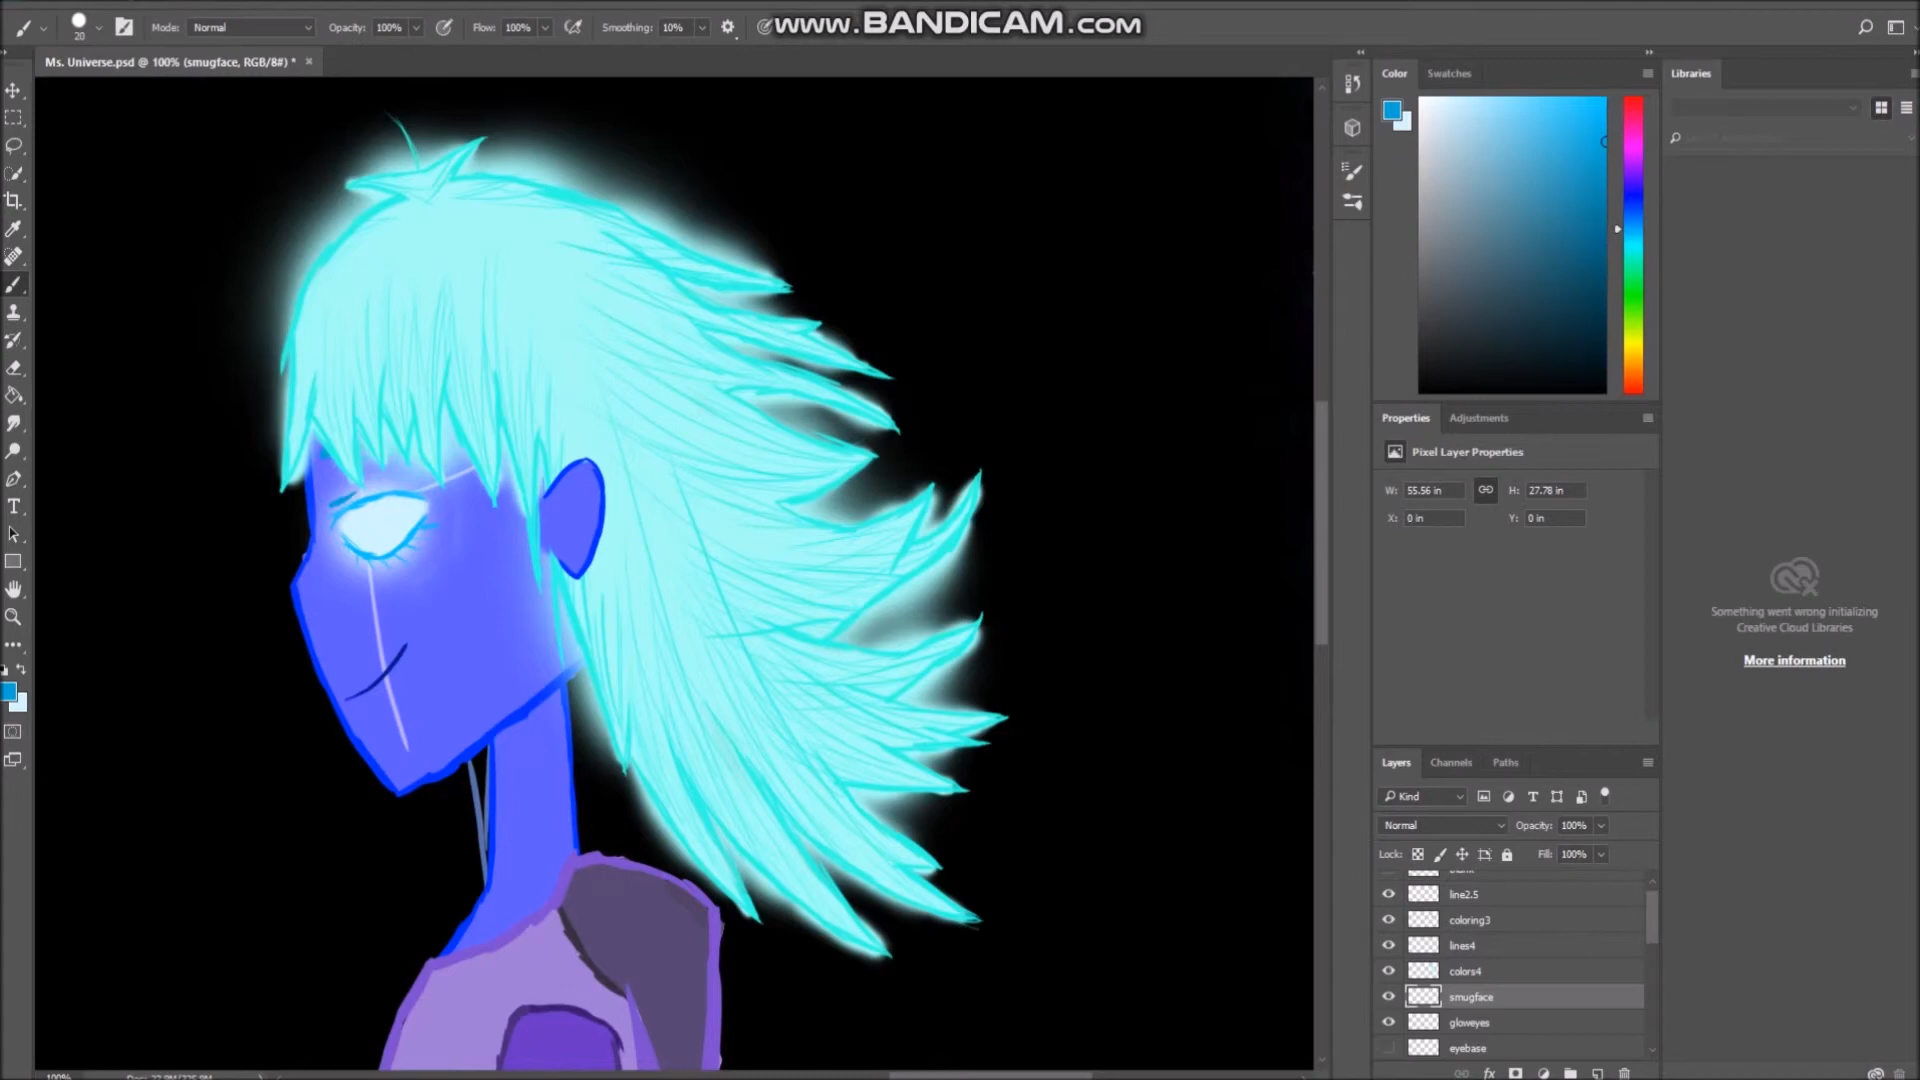 20
Mode: Normal
Opacity: 100%
Flow: 100%
Smoothing: 10%
www.BANDICAM.com
Ms. Universe.psd @ 100% (smugface, RGB/8#) *
Color
Swatches
Libraries
Properties
Adjustments
Pixel Layer Properties
W: 55.56 in
H: 27.78 in
X: 0 in
Y: 0 in
Something went wrong initializing
Creative Cloud Libraries
More information
Layers
Channels
Paths
Kind
Normal
Opacity: 100%
Lock:
Fill: 100%
line2.5
coloring3
lines4
colors4
smugface
gloweyes
eyebase
100%